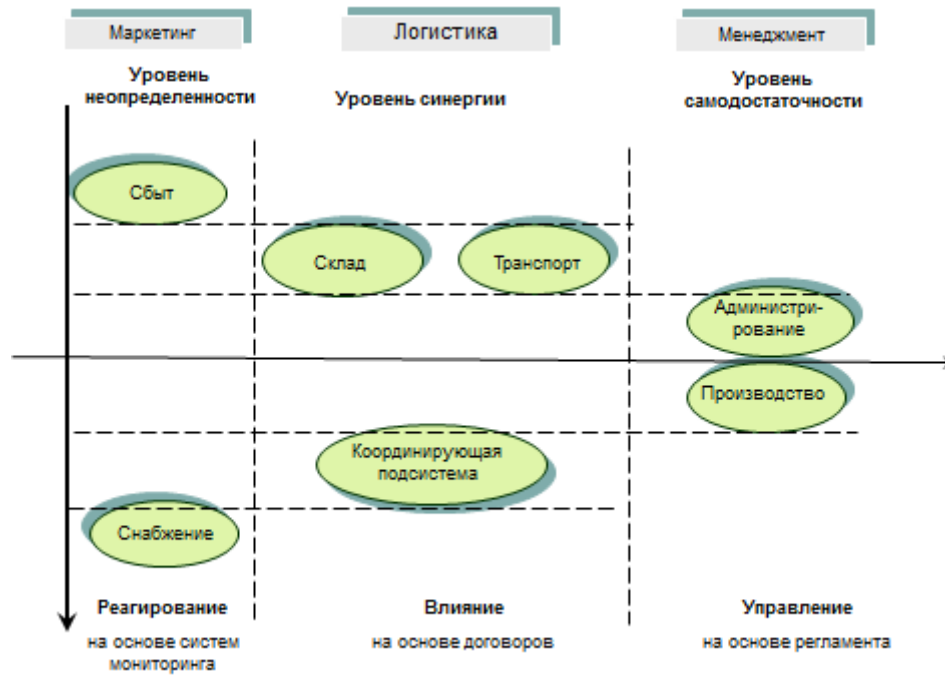 Маркетинг
Логистика
Менеджмент
Уровень
неопределенности
Уровень синергии
Уровень
самодостаточности
Сбыт
Склад
Транспорт
Администри-
рование
Производство
Координирующая
подсистема
Снабжение
Реагирование
на основе систем
мониторинга
Влияние
на основе договоров
Управление
на основе регламента